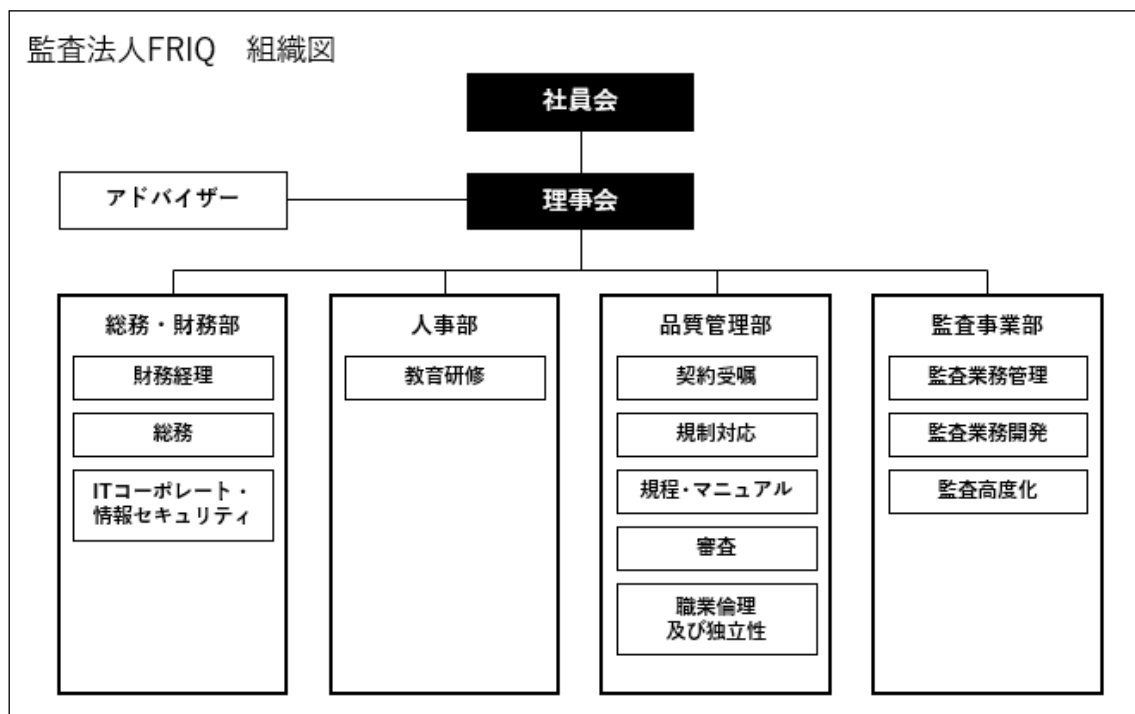 監査法人FRIQ　組織図
社員会
アドバイザー
理事会
総務・財務部
財務経理
総務
ITコーポレート・
情報セキュリティ
人事部
教育研修
品質管理部
契約受嘱
規制対応
規程・マニュアル
審査
職業倫理
及び独立性
監査事業部
監査業務管理
監査業務開発
監査高度化